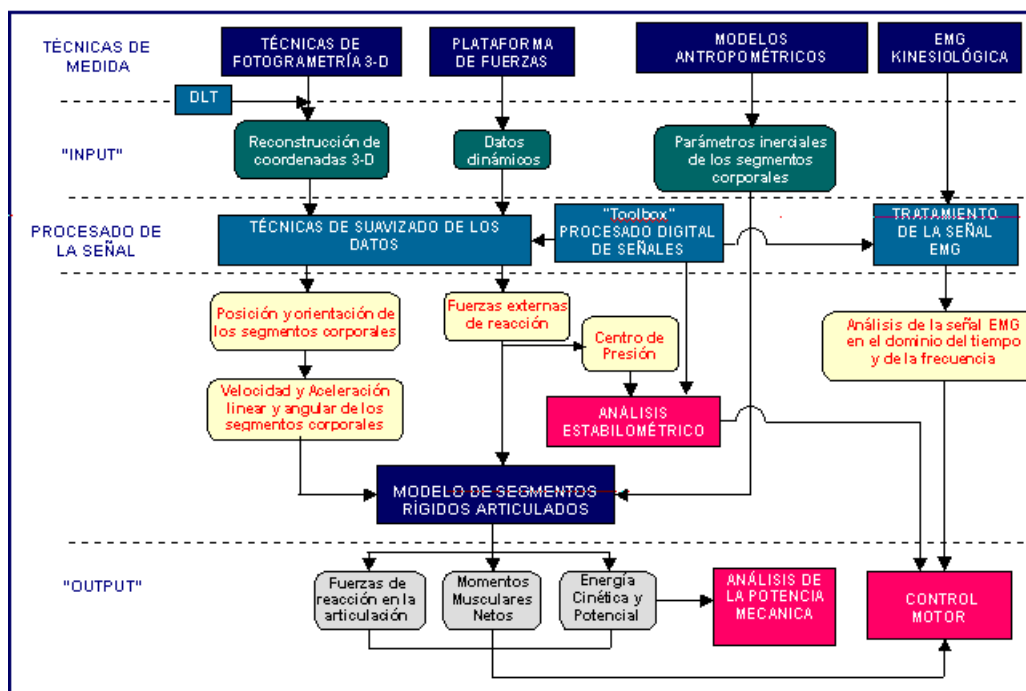 TÉCNICAS DE
MEDIDA
TÉCNICAS DE
FOTOGRAMETRÍA 3-D
PLATAFORMA
DE FUERZAS
MODELOS
ANTROPOMÉTRICOS
EMG
KINESIOLÓGICA
DLT
"INPUT"
Reconstrucción de
coordenadas 3-D
Datos
dinámicos
Parámetros inerciales
de los segmentos
corporales
PROCESADO DE
LA SEÑAL
TÉCNICAS DE SUAVIZADO DE LOS
DATOS
"Toolbox"
PROCESADO DIGITAL
DE SEÑALES
TRATAMIENTO
DE LA SEÑAL
EMG
Posición y orientación de
los segmentos corporales
Fuerzas externas
de reacción
Centro de
Presión
Análisis de la señal EMG
en el dominio del tiempo
y de la frecuencia
Velocidad y Aceleración
linear y angular de los
segmentos corporales
ANÁLISIS
ESTABILOMÉTRICO
MODELO DE SEGMENTOS
RÍGIDOS ARTICULADOS
"OUTPUT"
Fuerzas de
reacción en la
articulación
Momentos
Musculares
Netos
Energía
Cinética y
Potencial
ANÁLISIS DE
LA POTENCIA
MECANICA
CONTROL
MOTOR